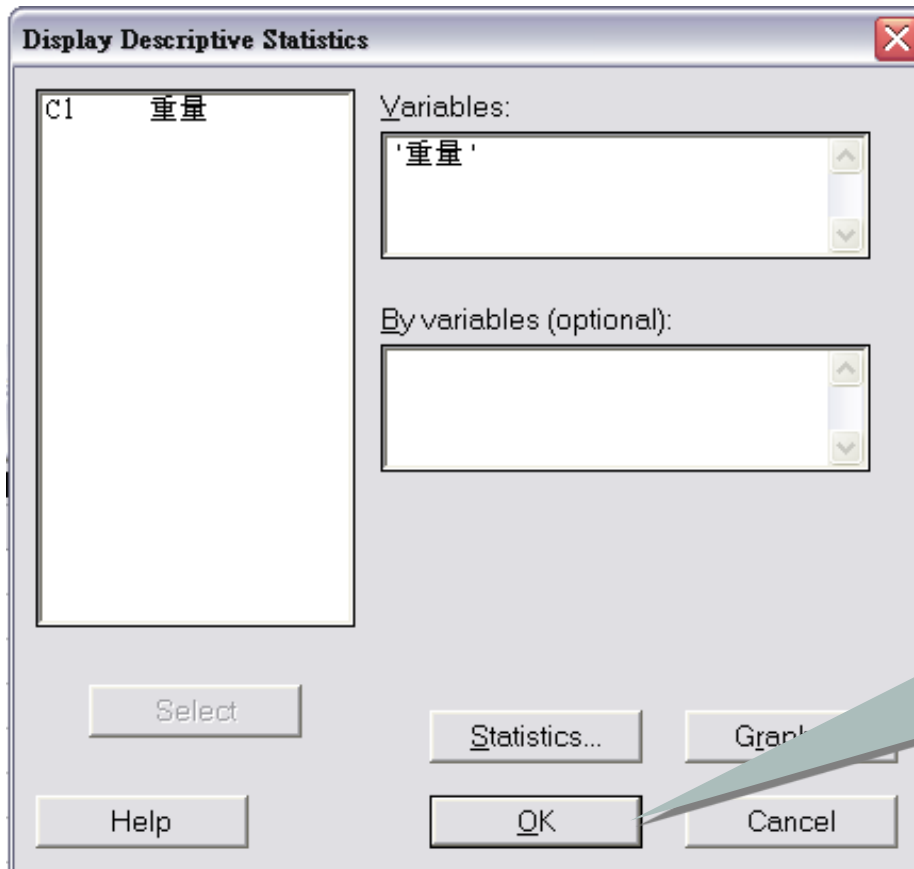 Display Descriptive Statistics
C1 重量
Variables:
'重量'
By variables (optional):
Select
Statistics...
Help
OK
Cancel